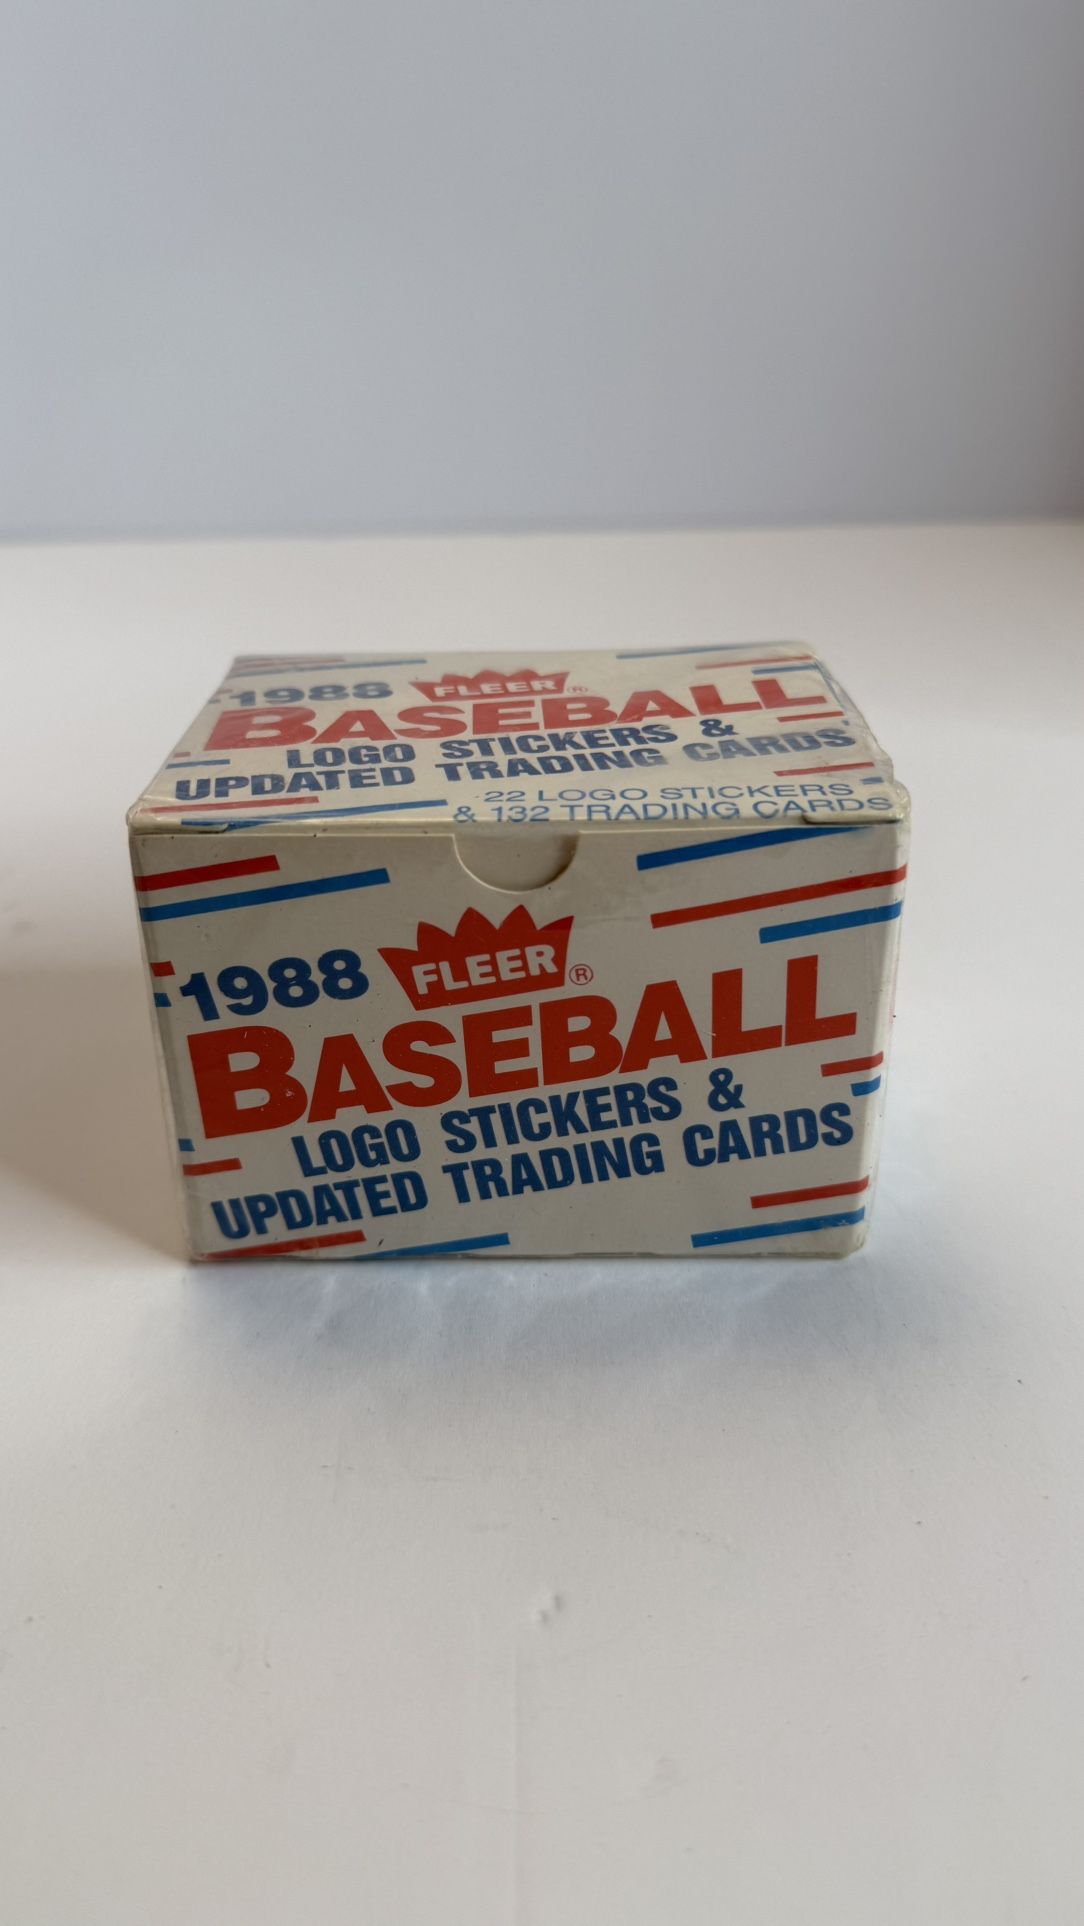 1988 FLEER®
BASEBALL
LOGO STICKERS &
UPDATED TRADING CARDS
22 LOGO STICKERS
& 132 TRADING CARDS
1988 FLEER®
BASEBALL
LOGO STICKERS &
UPDATED TRADING CARDS